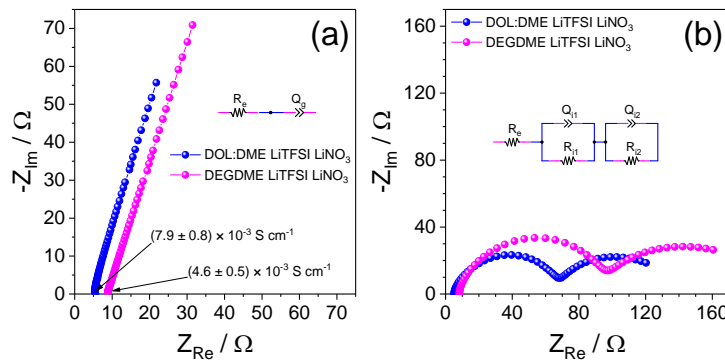 (a)
70
60
50
40
30
20
10
0
-Z_Im / Ω
R_e Q_g
DOL:DME LiTFSI LiNO₃
DEGDME LiTFSI LiNO₃
(7.9 ± 0.8) × 10⁻³ S cm⁻¹
(4.6 ± 0.5) × 10⁻³ S cm⁻¹
0 10 20 30 40 50 60 70
Z_Re / Ω
(b)
DOL:DME LiTFSI LiNO₃
DEGDME LiTFSI LiNO₃
160
120
80
40
0
-Z_Im / Ω
Q_i1 Q_i2
R_e
R_i1 R_i2
0 40 80 120 160
Z_Re / Ω